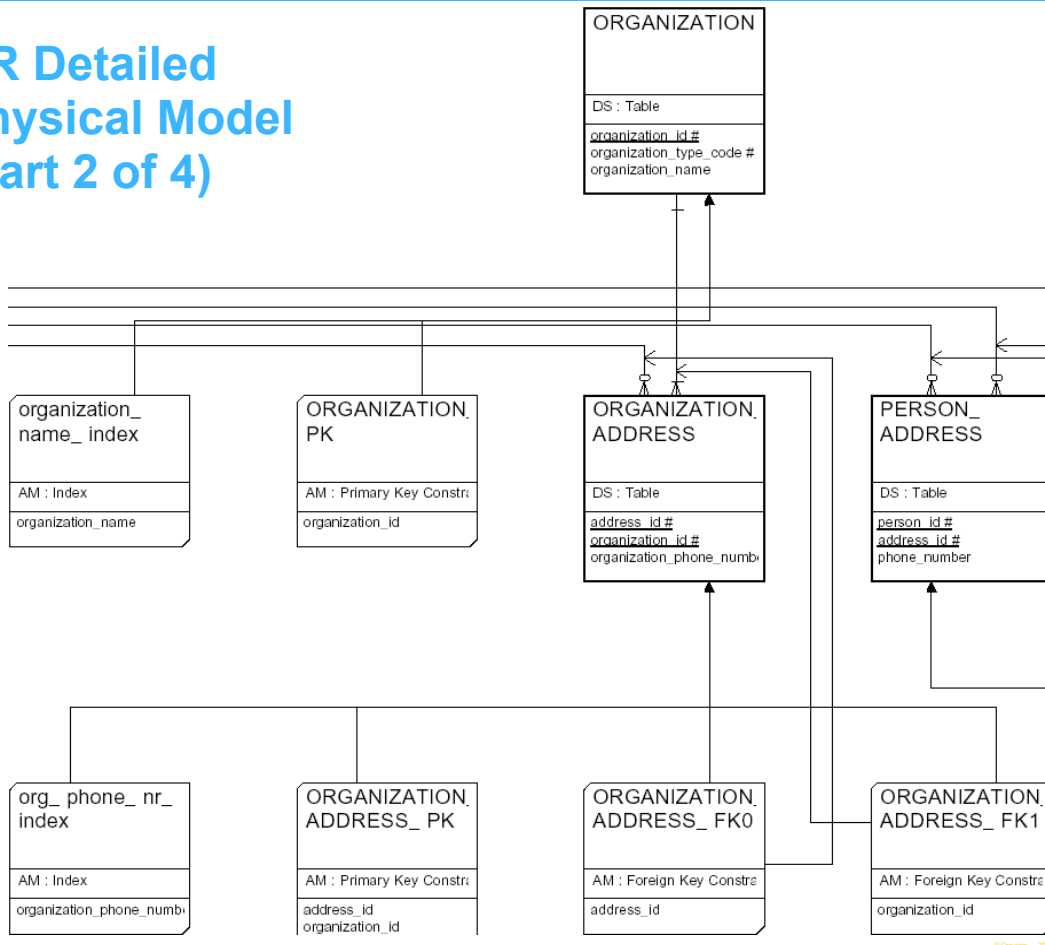 R Detailed
hysical Model
art 2 of 4)
ORGANIZATION
DS : Table
organization_id #
organization_type_code #
organization_name
organization_
name_ index
AM : Index
organization_name
ORGANIZATION_
PK
AM : Primary Key Constra
organization_id
ORGANIZATION_
ADDRESS
DS : Table
address_id #
organization_id #
organization_phone_numb
PERSON_
ADDRESS
DS : Table
person_id #
address_id #
phone_number
org_ phone_ nr_
index
AM : Index
organization_phone_numb
ORGANIZATION_
ADDRESS_ PK
AM : Primary Key Constra
address_id
organization_id
ORGANIZATION_
ADDRESS_ FK0
AM : Foreign Key Constra
address_id
ORGANIZATION_
ADDRESS_ FK1
AM : Foreign Key Constra
organization_id